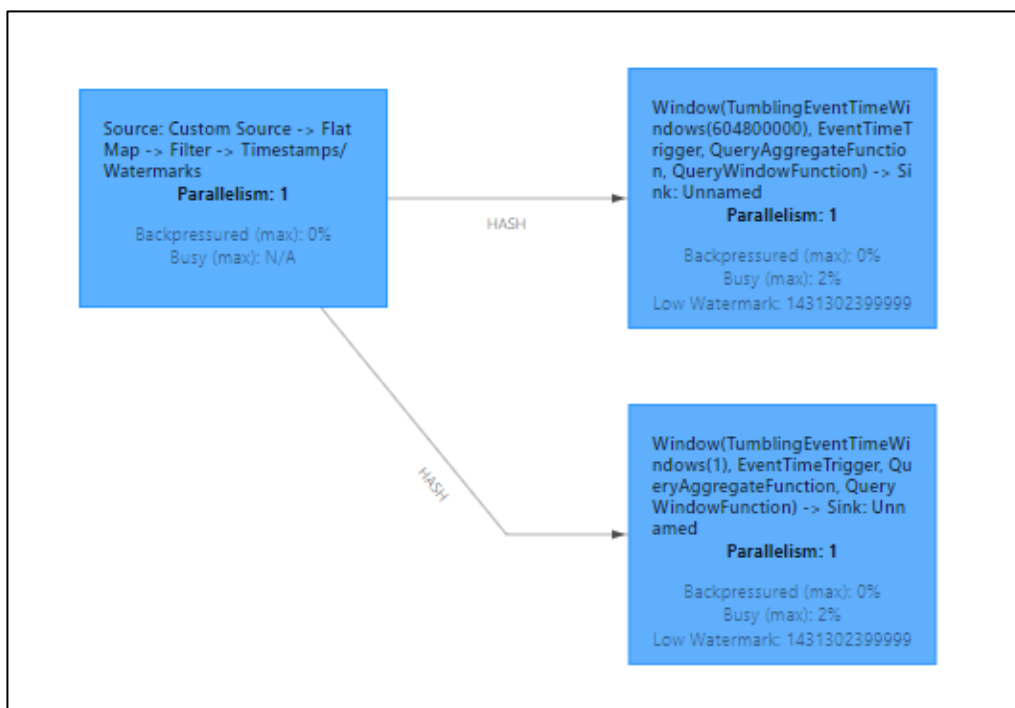 Source: Custom Source -> Flat
Map -> Filter -> Timestamps/
Watermarks
Parallelism: 1
Backpressured (max): 0%
Busy (max): N/A
HASH
Window(TumblingEventTimeWi
ndows(604800000), EventTimeT
rigger, QueryAggregateFunctio
n, QueryWindowFunction) -> Si
nk: Unnamed
Parallelism: 1
Backpressured (max): 0%
Busy (max): 2%
Low Watermark: 1431302399999
HASH
Window(TumblingEventTimeWi
ndows(1), EventTimeTrigger, Qu
eryAggregateFunction, Query
WindowFunction) -> Sink: Unn
amed
Parallelism: 1
Backpressured (max): 0%
Busy (max): 2%
Low Watermark: 1431302399999